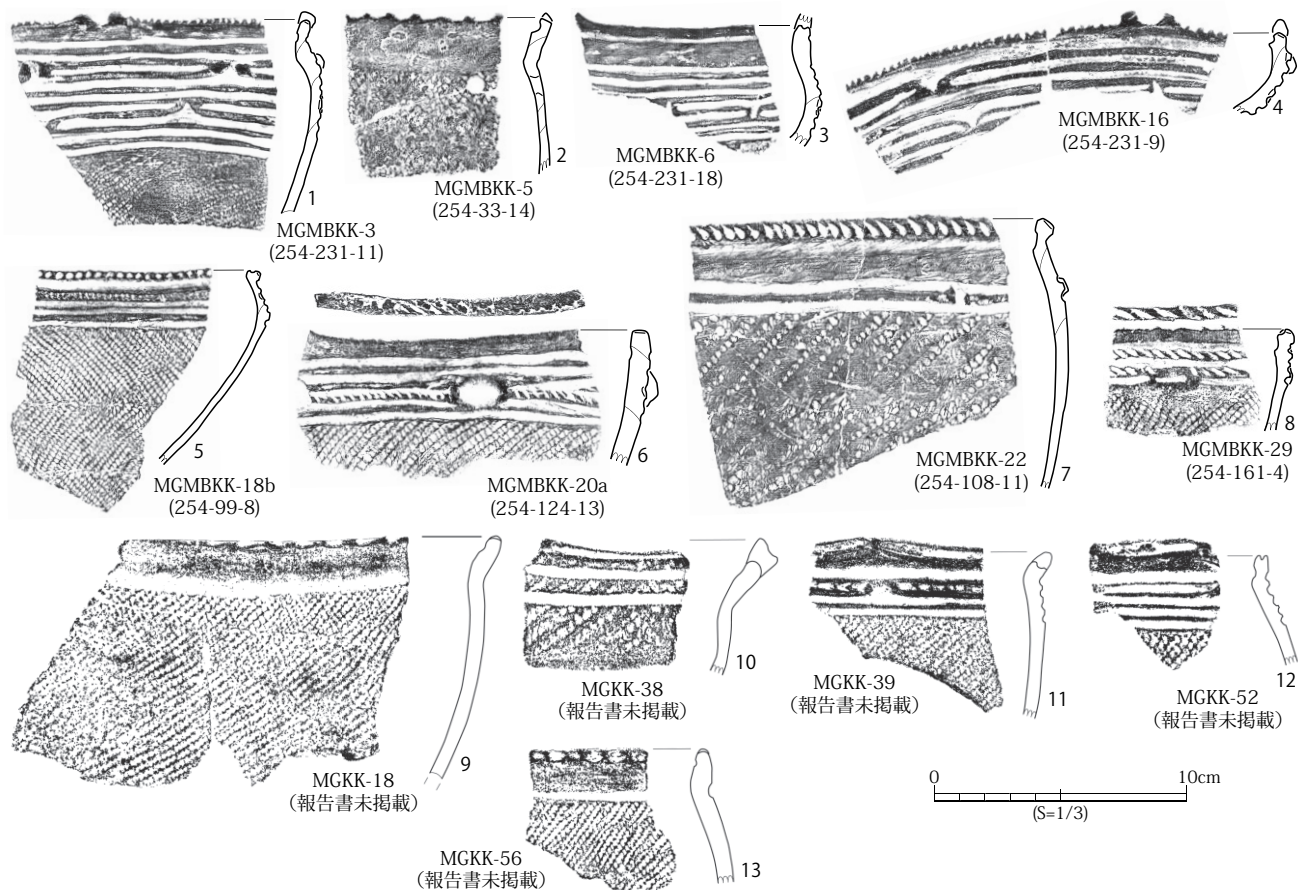 1
MGMBKK-3
(254-231-11)
2
MGMBKK-5
(254-33-14)
3
MGMBKK-6
(254-231-18)
4
MGMBKK-16
(254-231-9)
5
MGMBKK-18b
(254-99-8)
6
MGMBKK-20a
(254-124-13)
7
MGMBKK-22
(254-108-11)
8
MGMBKK-29
(254-161-4)
9
MGKK-18
(報告書未掲載)
10
MGKK-38
(報告書未掲載)
11
MGKK-39
(報告書未掲載)
12
MGKK-52
(報告書未掲載)
13
MGKK-56
(報告書未掲載)
0 10cm
(S=1/3)